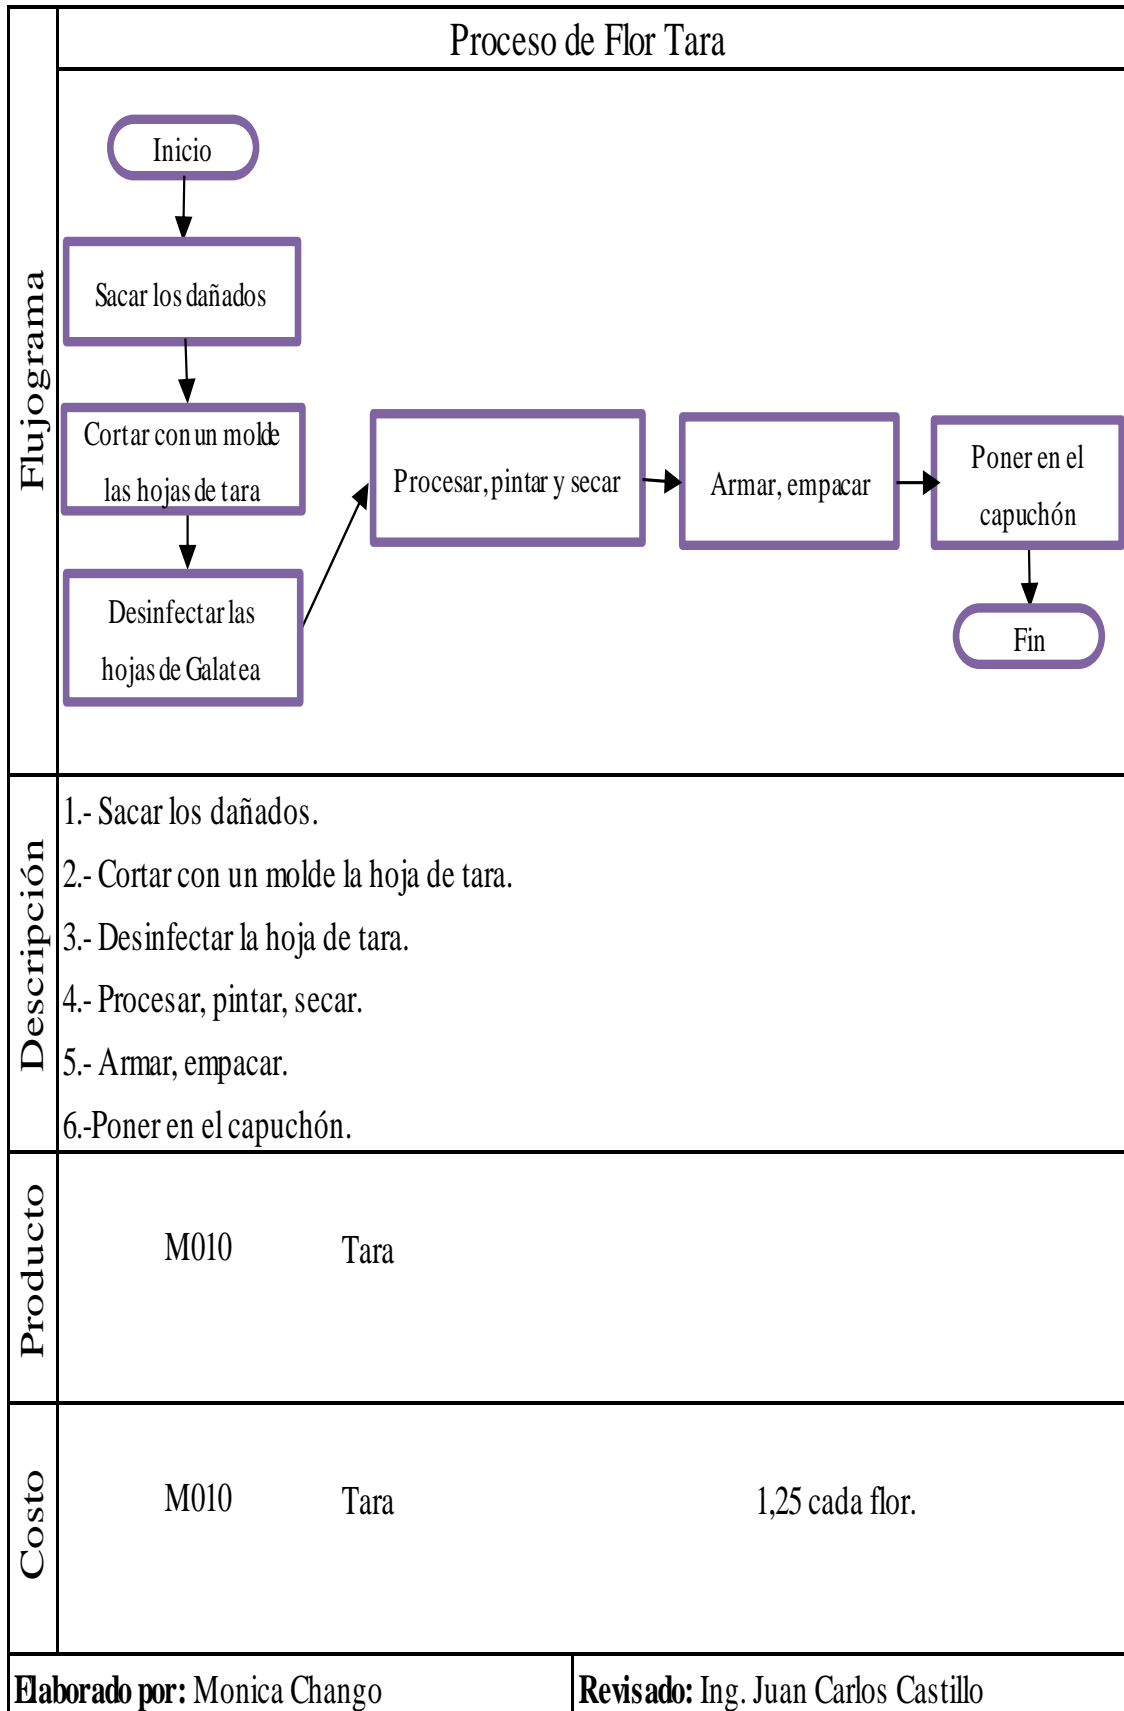 Proceso de Flor Tara
Flujograma
Inicio
Sacar los dañados
Cortar con un molde
las hojas de tara
Desinfectar las
hojas de Galatea
Procesar, pintar y secar
Armar, empacar
Poner en el
capuchón
Fin
Descripción
1.- Sacar los dañados.
2.- Cortar con un molde la hoja de tara.
3.- Desinfectar la hoja de tara.
4.- Procesar, pintar, secar.
5.- Armar, empacar.
6.-Poner en el capuchón.
Producto
M010 Tara
Costo
M010 Tara 1,25 cada flor.
Elaborado por: Monica Chango
Revisado: Ing. Juan Carlos Castillo